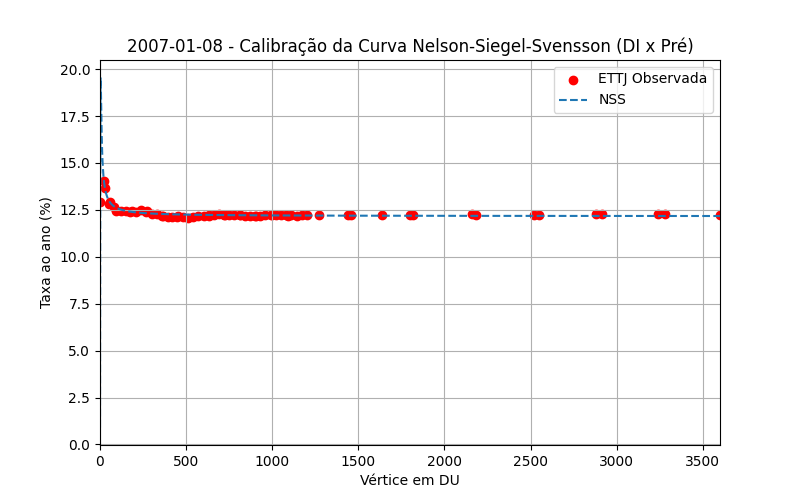 2007-01-08 - Calibração da Curva Nelson-Siegel-Svensson (DI x Pré)
ETTJ Observada
NSS
Taxa ao ano (%)
20.0
17.5
15.0
12.5
10.0
7.5
5.0
2.5
0.0
0 500 1000 1500 2000 2500 3000 3500
Vértice em DU